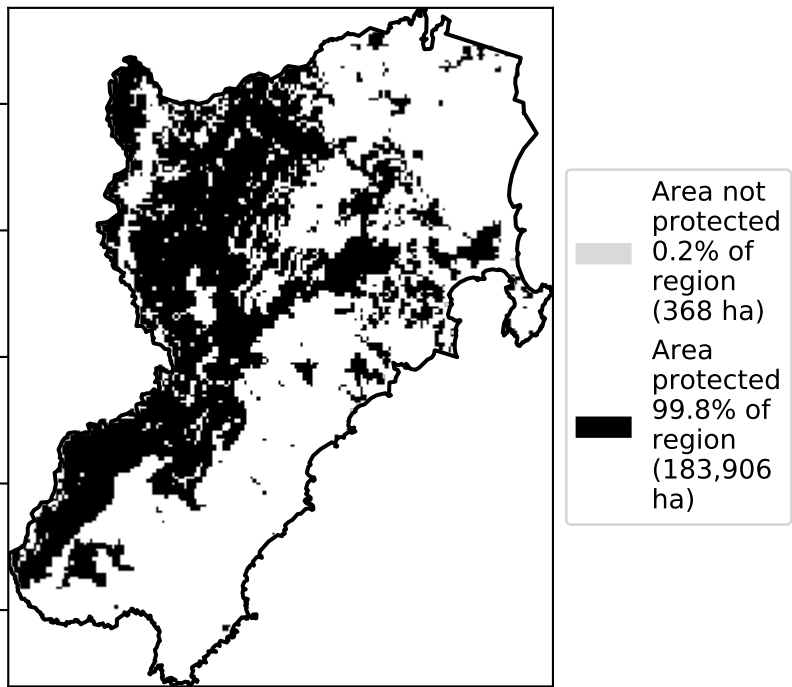 Area not
protected
0.2% of
region
(368 ha)
Area
protected
99.8% of
region
(183,906
ha)